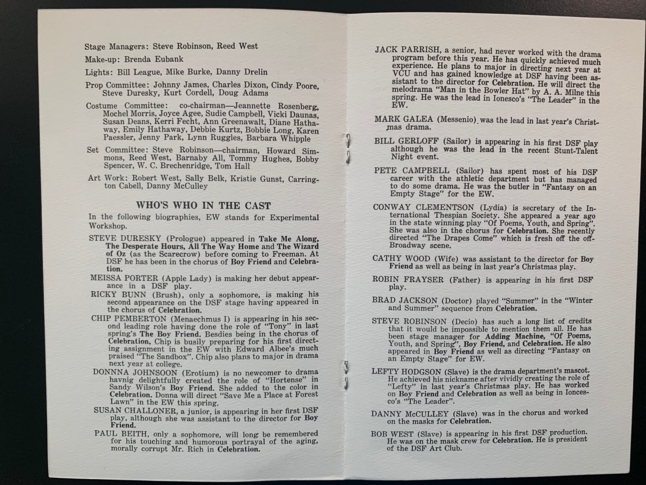 Stage Managers: Steve Robinson, Reed West
Make-up: Brenda Eubank
Lights: Bill League, Mike Burke, Danny Drelin
Prop Committee: Johnny James, Charles Dixon, Cindy Poore,
Steve Duresky, Kurt Cordell, Doug Adams
Costume Committee: co-chairman—Jeannette Rosenberg,
Mochel Morris, Joyce Agee, Sudie Campbell, Vicki Daunas,
Susan Deans, Kerri Fecht, Ann Greenwalt, Diane Hatha-
way, Emily Hathaway, Debbie Kurtz, Bobbie Long, Karen
Paessler, Jenny Park, Lynn Ruggles, Barbara Whipple
Set Committee: Steve Robinson—chairman, Howard Sim-
mons, Reed West, Barnaby All, Tommy Hughes, Bobby
Spencer, W. C. Brechenridge, Tom Hall
Art Work: Robert West, Sally Belk, Kristie Gunst, Carring-
ton Cabell, Danny McCulley
WHO'S WHO IN THE CAST
In the following biographies, EW stands for Experimental
Workshop.
STEVE DURESKY (Prologue) appeared in Take Me Along,
The Desperate Hours, All The Way Home and The Wizard
of Oz (as the Scarecrow) before coming to Freeman. At
DSF he has been in the chorus of Boy Friend and Celebra-
tion.
MEISSA PORTER (Apple Lady) is making her debut appear-
ance in a DSF play.
RICKY BUNN (Brush), only a sophomore, is making his
second appearance on the DSF stage having appeared in
the chorus of Celebration.
CHIP PEMBERTON (Menaechmus I) is appearing in his sec-
ond leading role having done the role of "Tony" in last
spring's The Boy Friend. Besdies being in the chorus of
Celebration, Chip is busily preparing for his first direct-
ing assignment in the EW with Edward Albee's much
praised "The Sandbox". Chip also plans to major in drama
next year at college.
DONNNA JOHNSOON (Erotium) is no newcomer to drama
havnig delightfully created the role of "Hortense" in
Sandy Wilson's Boy Friend. She added to the color in
Celebration. Donna will direct "Save Me a Place at Forest
Lawn" in the EW this spring.
SUSAN CHALLONER, a junior, is appearing in her first DSF
play, although she was assistant to the director for Boy
Friend.
PAUL BEITH, only a sophomore, will long be remembered
for his touching and humorous portrayal of the aging,
morally corrupt Mr. Rich in Celebration.
JACK PARRISH, a senior, had never worked with the drama
program before this year. He has quickly achieved much
experience. He plans to major in directing next year at
VCU and has gained knowledge at DSF having been as-
sistant to the director for Celebration. He will direct the
melodrama "Man in the Bowler Hat" by A. A. Milne this
spring. He was the lead in Ionesco's "The Leader" in the
EW.
MARK GALEA (Messenio) was the lead in last year's Christ-
mas drama.
BILL GERLOFF (Sailor) is appearing in his first DSF play
although he was the lead in the recent Stunt-Talent
Night event.
PETE CAMPBELL (Sailor) has spent most of his DSF
career with the athletic department but has managed
to do some drama. He was the butler in "Fantasy on an
Empty Stage" for the EW.
CONWAY CLEMENTSON (Lydia) is secretary of the In-
ternational Thespian Society. She appeared a year ago
in the state winning play "Of Poems, Youth, and Spring".
She was also in the chorus for Celebration. She recently
directed "The Drapes Come" which is fresh off the off-
Broadway scene.
CATHY WOOD (Wife) was assistant to the director for Boy
Friend as well as being in last year's Christmas play.
ROBIN FRAYSER (Father) is appearing in his first DSF
play.
BRAD JACKSON (Doctor) played "Summer" in the "Winter
and Summer" sequence from Celebration.
STEVE ROBINSON (Decio) has such a long list of credits
that it would be impossible to mention them all. He has
been stage manager for Adding Machine, "Of Poems,
Youth, and Spring", Boy Friend, and Celebration. He also
appeared in Boy Friend as well as directing "Fantasy on
an Empty Stage" for EW.
LEFTY HODGSON (Slave) is the drama department's mascot.
He achieved his nickname after vividly creating the role of
"Lefty" in last year's Christmas play. He has worked
on Boy Friend and Celebration as well as being in Iones-
co's "The Leader".
DANNY McCULLEY (Slave) was in the chorus and worked
on the masks for Celebration.
BOB WEST (Slave) is appearing in his first DSF production.
He was on the mask crew for Celebration. He is president
of the DSF Art Club.